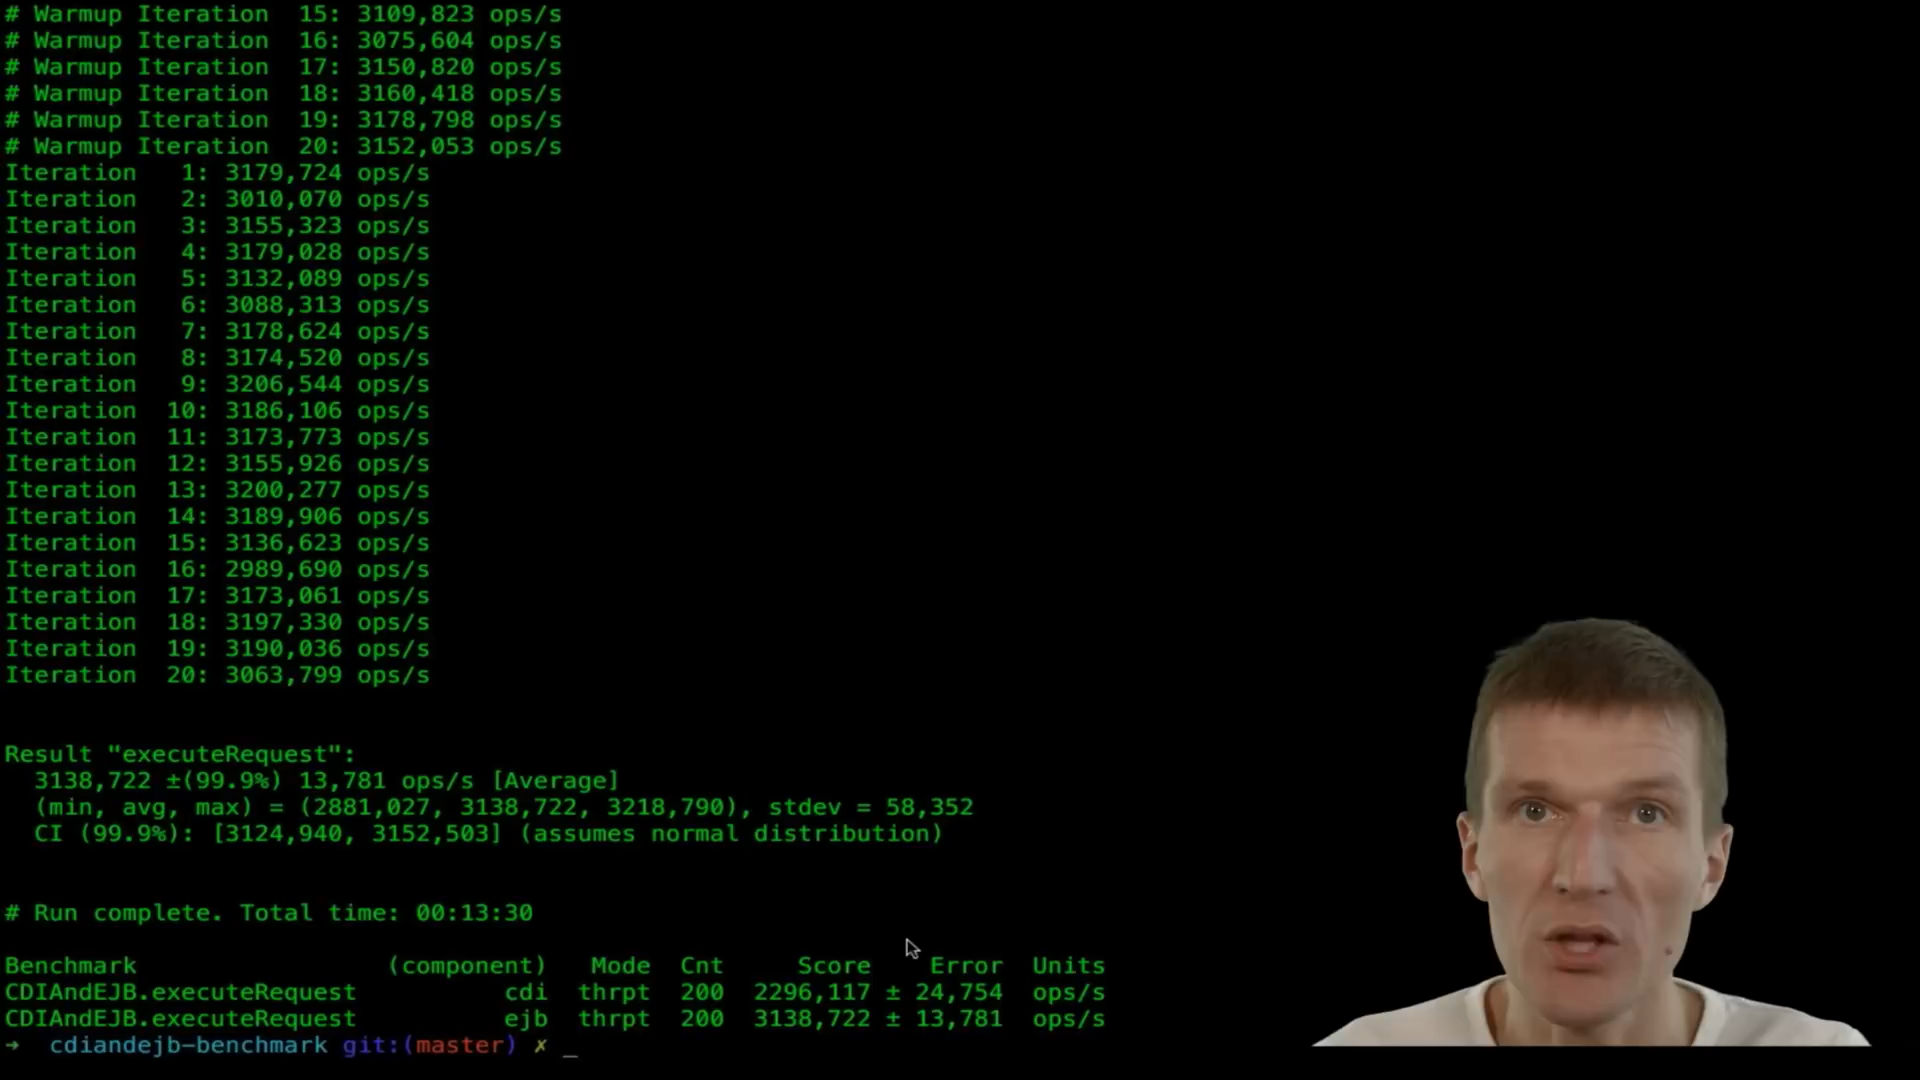 # Warmup Iteration  15: 3109,823 ops/s
# Warmup Iteration  16: 3075,604 ops/s
# Warmup Iteration  17: 3150,820 ops/s
# Warmup Iteration  18: 3160,418 ops/s
# Warmup Iteration  19: 3178,798 ops/s
# Warmup Iteration  20: 3152,053 ops/s
Iteration   1: 3179,724 ops/s
Iteration   2: 3010,070 ops/s
Iteration   3: 3155,323 ops/s
Iteration   4: 3179,028 ops/s
Iteration   5: 3132,089 ops/s
Iteration   6: 3088,313 ops/s
Iteration   7: 3178,624 ops/s
Iteration   8: 3174,520 ops/s
Iteration   9: 3206,544 ops/s
Iteration  10: 3186,106 ops/s
Iteration  11: 3173,773 ops/s
Iteration  12: 3155,926 ops/s
Iteration  13: 3200,277 ops/s
Iteration  14: 3189,906 ops/s
Iteration  15: 3136,623 ops/s
Iteration  16: 2989,690 ops/s
Iteration  17: 3173,061 ops/s
Iteration  18: 3197,330 ops/s
Iteration  19: 3190,036 ops/s
Iteration  20: 3063,799 ops/s
Result "executeRequest":
3138,722 ±(99.9%) 13,781 ops/s [Average]
(min, avg, max) = (2881,027, 3138,722, 3218,790), stdev = 58,352
CI (99.9%): [3124,940, 3152,503] (assumes normal distribution)
# Run complete. Total time: 00:13:30
Benchmark (component) Mode Cnt Score Error Units
CDIAndEJB.executeRequest cdi thrpt 200 2296,117 ± 24,754 ops/s
CDIAndEJB.executeRequest ejb thrpt 200 3138,722 ± 13,781 ops/s
→ cdiandejb-benchmark git:(master) ✗ _